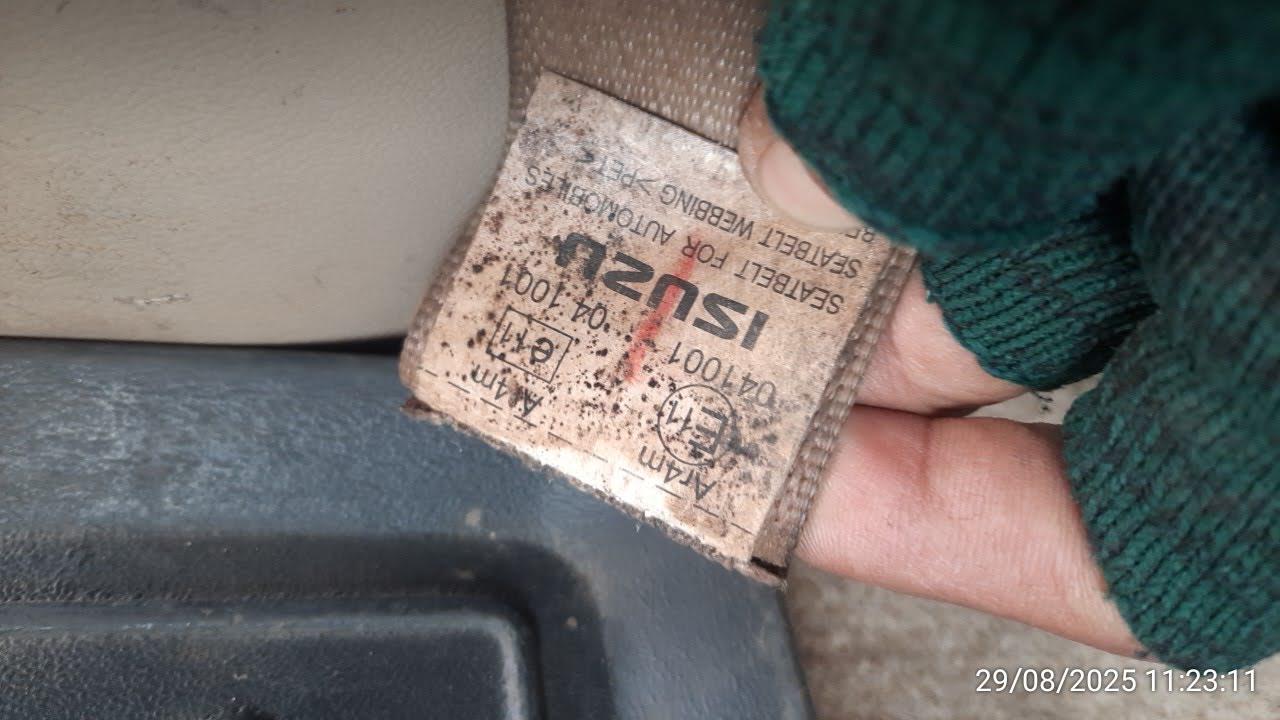 Ar4m Ar4m
E11 e11
041001 04 1001
ISUZU
SEATBELT FOR AUTOMOBILES
SEATBELT WEBBING >PET<
29/08/2025 11:23:11